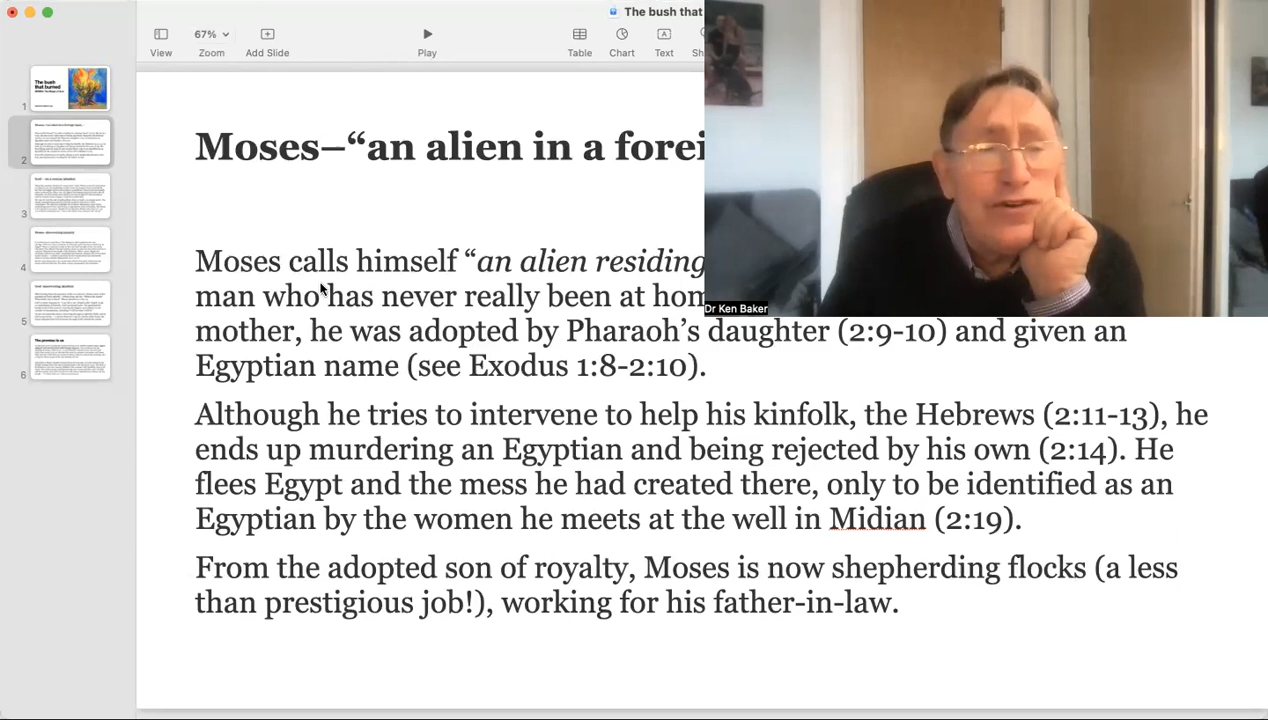 The bush that
67%
View
Zoom
Add Slide
Play
Table
Chart
Text
The bush
that burned
1
2
3
4
5
6
Moses–“an alien in a forei
Moses calls himself “an alien residing
man who has never really been at hom
mother, he was adopted by Pharaoh’s daughter (2:9-10) and given an
Egyptian name (see Exodus 1:8-2:10).
Although he tries to intervene to help his kinfolk, the Hebrews (2:11-13), he
ends up murdering an Egyptian and being rejected by his own (2:14). He
flees Egypt and the mess he had created there, only to be identified as an
Egyptian by the women he meets at the well in Midian (2:19).
From the adopted son of royalty, Moses is now shepherding flocks (a less
than prestigious job!), working for his father-in-law.
Dr Ken Baker